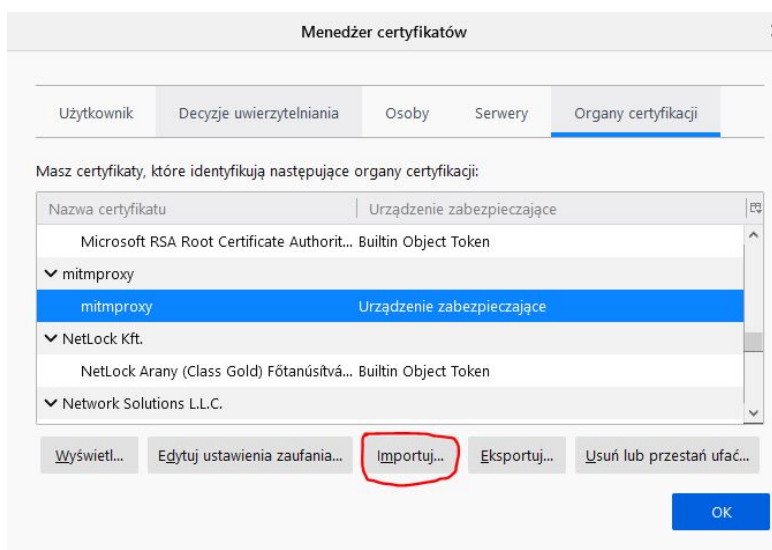 Menedżer certyfikatów
Użytkownik Decyzje uwierzytelniania Osoby Serwery Organy certyfikacji
Masz certyfikaty, które identyfikują następujące organy certyfikacji:
Nazwa certyfikatu Urządzenie zabezpieczające
Microsoft RSA Root Certificate Authorit... Builtin Object Token
mitmproxy
mitmproxy Urządzenie zabezpieczające
NetLock Kft.
NetLock Arany (Class Gold) Főtanúsítvá... Builtin Object Token
Network Solutions L.L.C.
Wyświetl... Edytuj ustawienia zaufania... Importuj... Eksportuj... Usuń lub przestań ufać...
OK